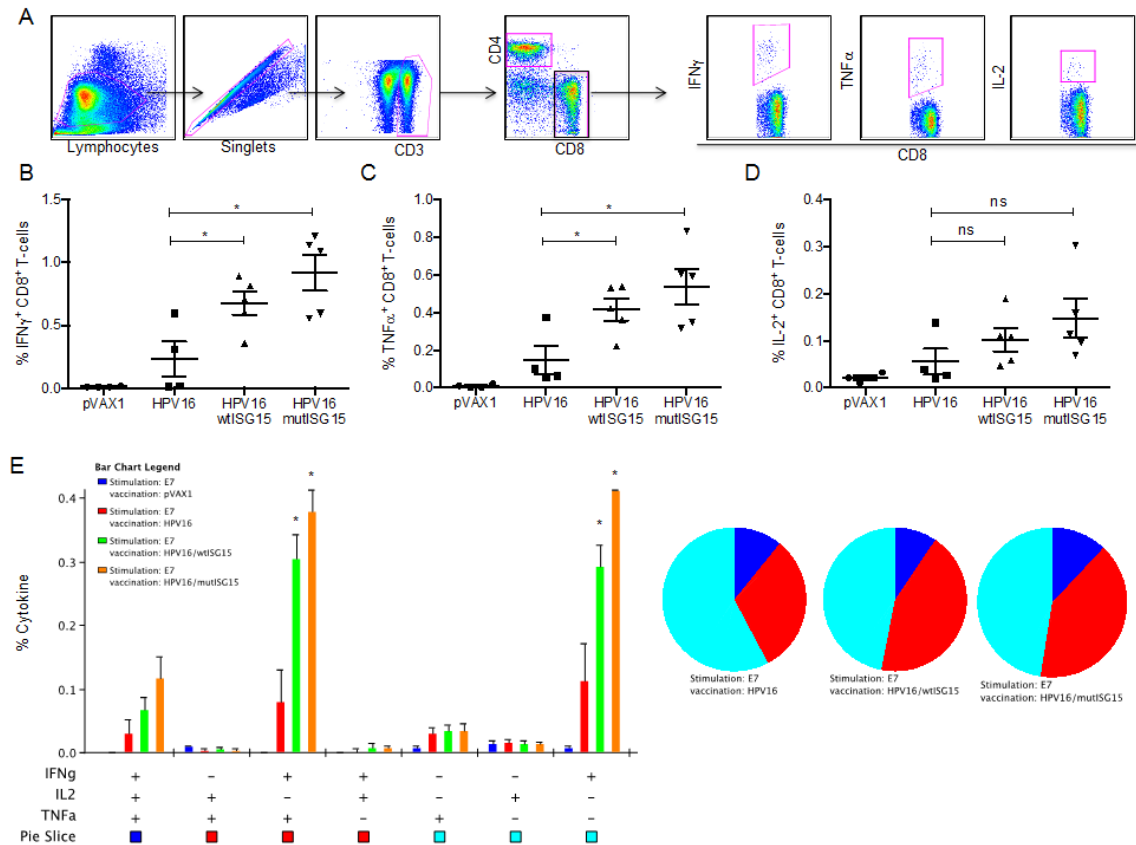 A
Lymphocytes
Singlets
CD3
CD4
CD8
IFNγ
TNFα
IL-2
CD8
B
% IFNγ+ CD8+ T-cells
1.5
1.0
0.5
0.0
*
*
pVAX1
HPV16
HPV16 wtISG15
HPV16 mutISG15
C
% TNFα+ CD8+ T-cells
1.0
0.8
0.6
0.4
0.2
0.0
*
*
pVAX1
HPV16
HPV16 wtISG15
HPV16 mutISG15
D
% IL-2+ CD8+ T-cells
0.4
0.3
0.2
0.1
0.0
ns
ns
pVAX1
HPV16
HPV16 wtISG15
HPV16 mutISG15
E
Bar Chart Legend
Stimulation: E7
vaccination: pVAX1
Stimulation: E7
vaccination: HPV16
Stimulation: E7
vaccination: HPV16/wtISG15
Stimulation: E7
vaccination: HPV16/mutISG15
% Cytokine
0.4
0.3
0.2
0.1
0.0
* * * *
IFNg + – + + – – +
IL2 + + – + – + –
TNFa + + + – + – –
Pie Slice
Stimulation: E7
vaccination: HPV16
Stimulation: E7
vaccination: HPV16/wtISG15
Stimulation: E7
vaccination: HPV16/mutISG15